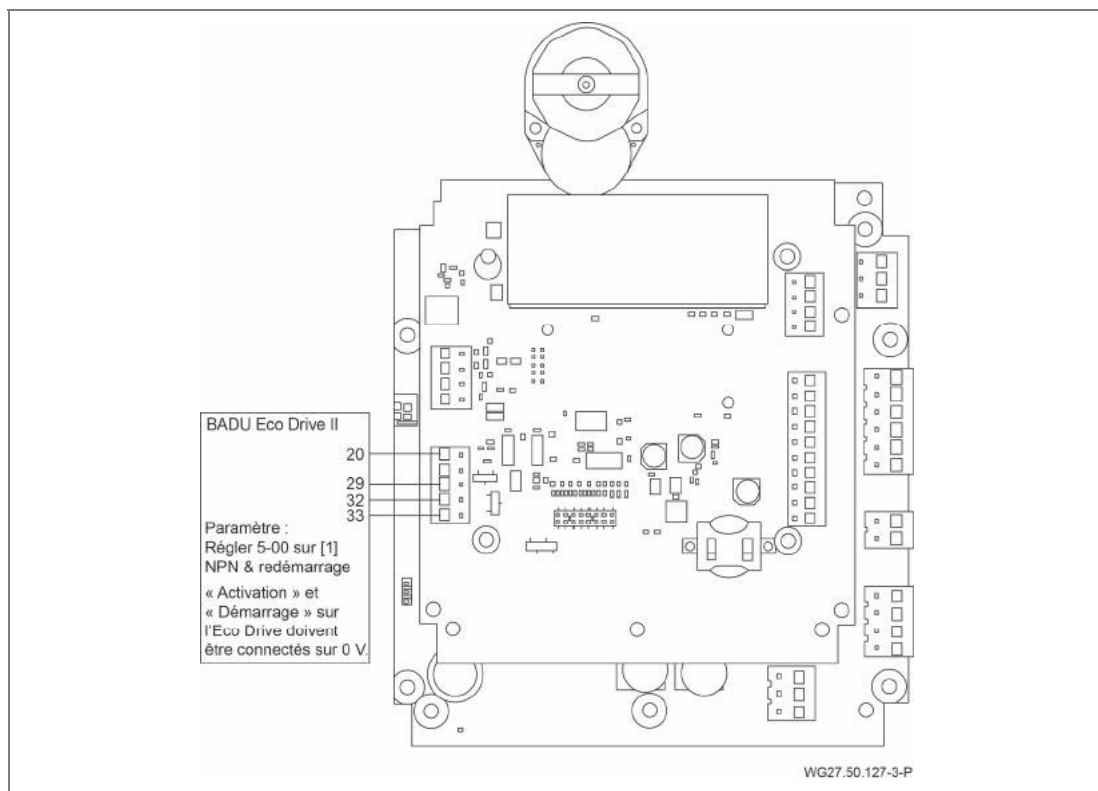 BADU Eco Drive II
20
29
32
33
Paramètre :
Régler 5-00 sur [1]
NPN & redémarrage
« Activation » et
« Démarrage » sur
l'Eco Drive doivent
être connectés sur 0 V.
WG27.50.127-3-P